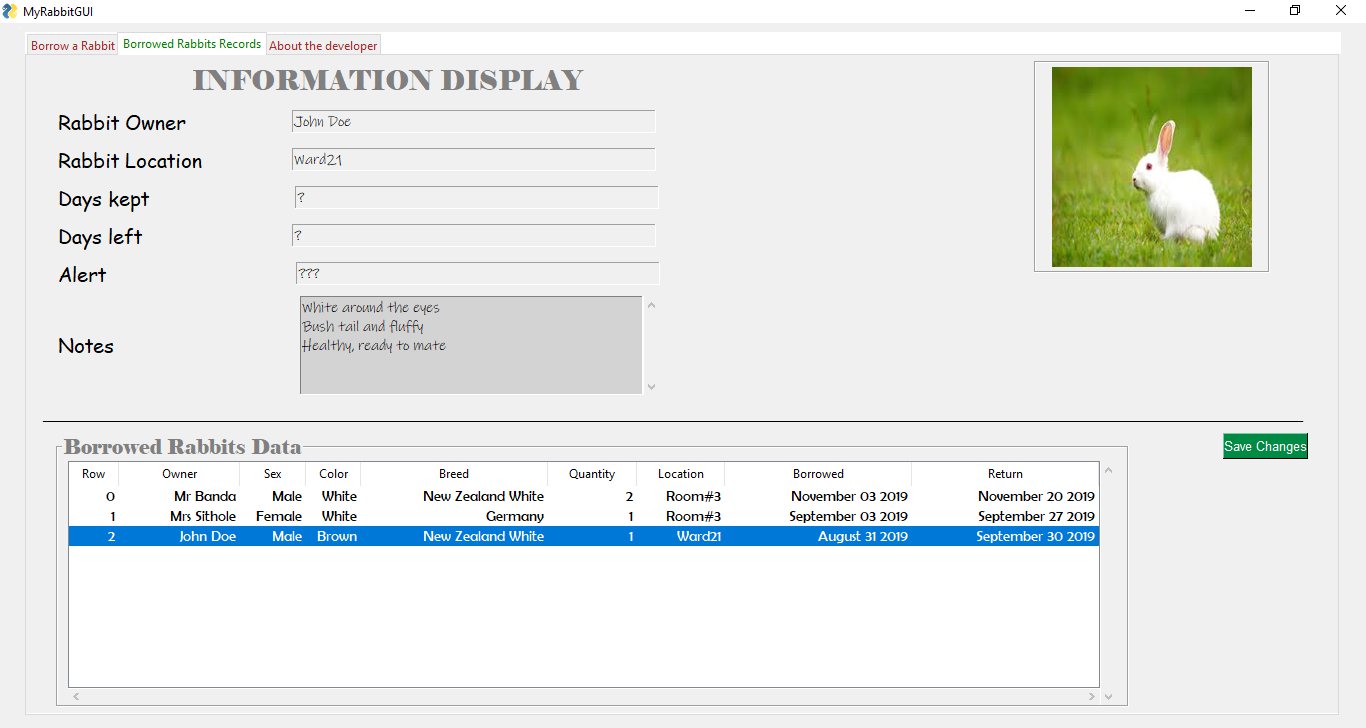 MyRabbitGUI
Borrow a Rabbit Borrowed Rabbits Records About the developer
INFORMATION DISPLAY
Rabbit Owner John Doe
Rabbit Location Ward21
Days kept ?
Days left ?
Alert ???
Notes
White around the eyes
Bush tail and fluffy
Healthy, ready to mate
Borrowed Rabbits Data
Save Changes
Row Owner Sex Color Breed Quantity Location Borrowed Return
0 Mr Banda Male White New Zealand White 2 Room#3 November 03 2019 November 20 2019
1 Mrs Sithole Female White Germany 1 Room#3 September 03 2019 September 27 2019
2 John Doe Male Brown New Zealand White 1 Ward21 August 31 2019 September 30 2019